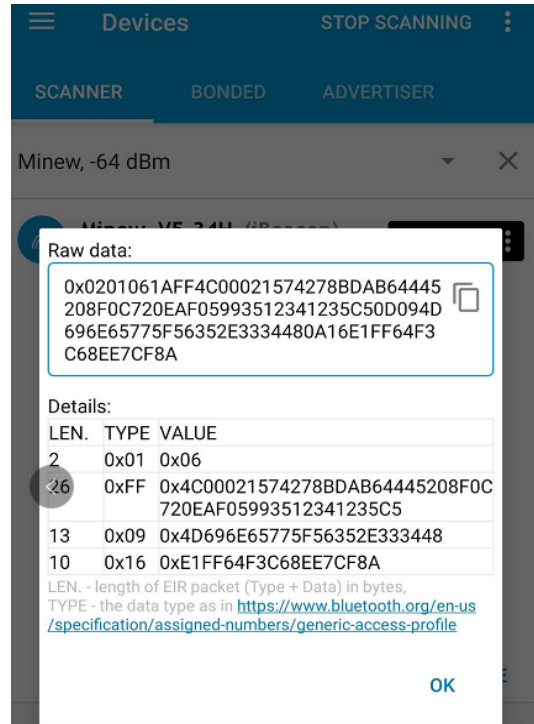 Devices STOP SCANNING
SCANNER BONDED ADVERTISER
Minew, -64 dBm
Raw data:
0x0201061AFF4C00021574278BDAB64445
208F0C720EAF05993512341235C50D094D
696E65775F56352E3334480A16E1FF64F3
C68EE7CF8A
Details:
LEN. TYPE VALUE
2 0x01 0x06
26 0xFF 0x4C00021574278BDAB64445208F0C
720EAF05993512341235C5
13 0x09 0x4D696E65775F56352E333448
10 0x16 0xE1FF64F3C68EE7CF8A
LEN. - length of EIR packet (Type + Data) in bytes,
TYPE - the data type as in https://www.bluetooth.org/en-us
/specification/assigned-numbers/generic-access-profile
OK